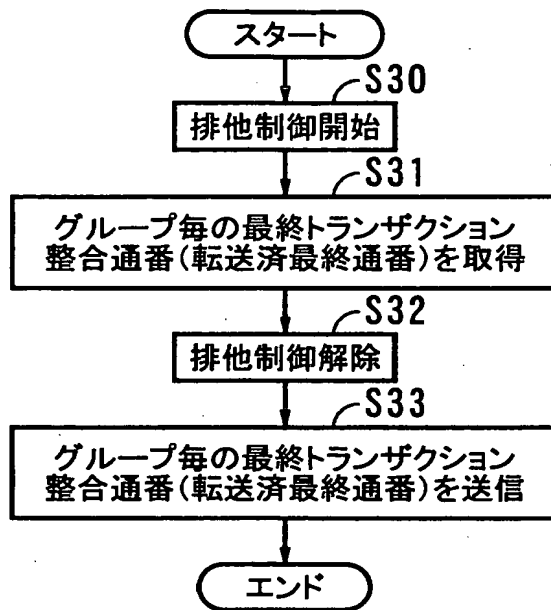 スタート
S30
排他制御開始
S31
グループ毎の最終トランザクション
整合通番(転送済最終通番)を取得
S32
排他制御解除
S33
グループ毎の最終トランザクション
整合通番(転送済最終通番)を送信
エンド